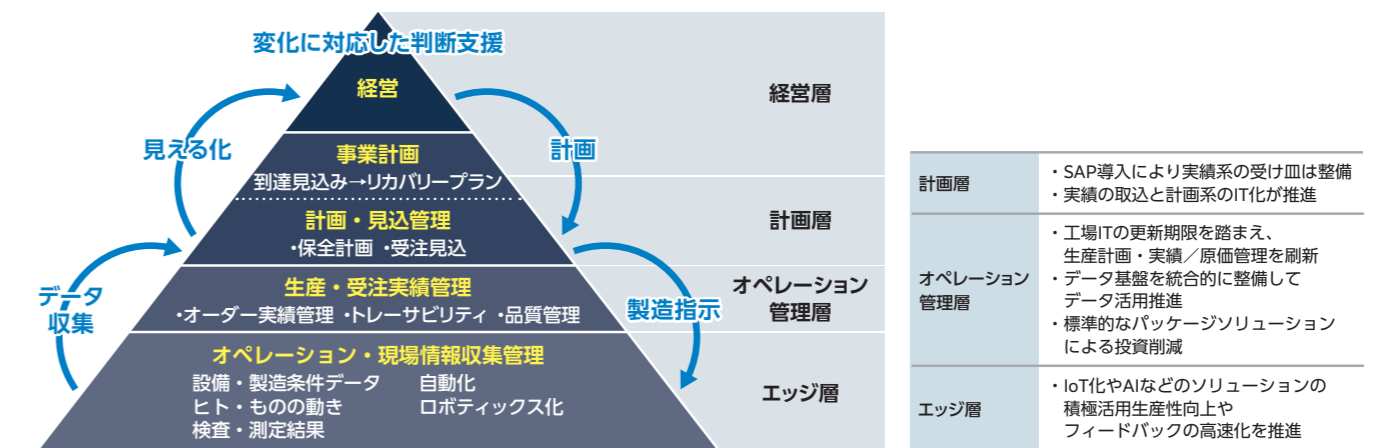 変化に対応した判断支援
経営
経営層
見える化
計画
事業計画
到達見込み→リカバリープラン
計画・見込管理
・保全計画 ・受注見込
計画層
データ
収集
生産・受注実績管理
・オーダー実績管理 ・トレーサビリティ ・品質管理
製造指示
オペレーション
管理層
オペレーション・現場情報収集管理
設備・製造条件データ 自動化
ヒト・ものの動き ロボティックス化
検査・測定結果
エッジ層
計画層
・SAP導入により実績系の受け皿は整備
・実績の取込と計画系のIT化が推進
オペレーション
管理層
・工場ITの更新期限を踏まえ、
生産計画・実績／原価管理を刷新
・データ基盤を統合的に整備して
データ活用推進
・標準的なパッケージソリューション
による投資削減
エッジ層
・IoT化やAIなどのソリューションの
積極活用生産性向上や
フィードバックの高速化を推進